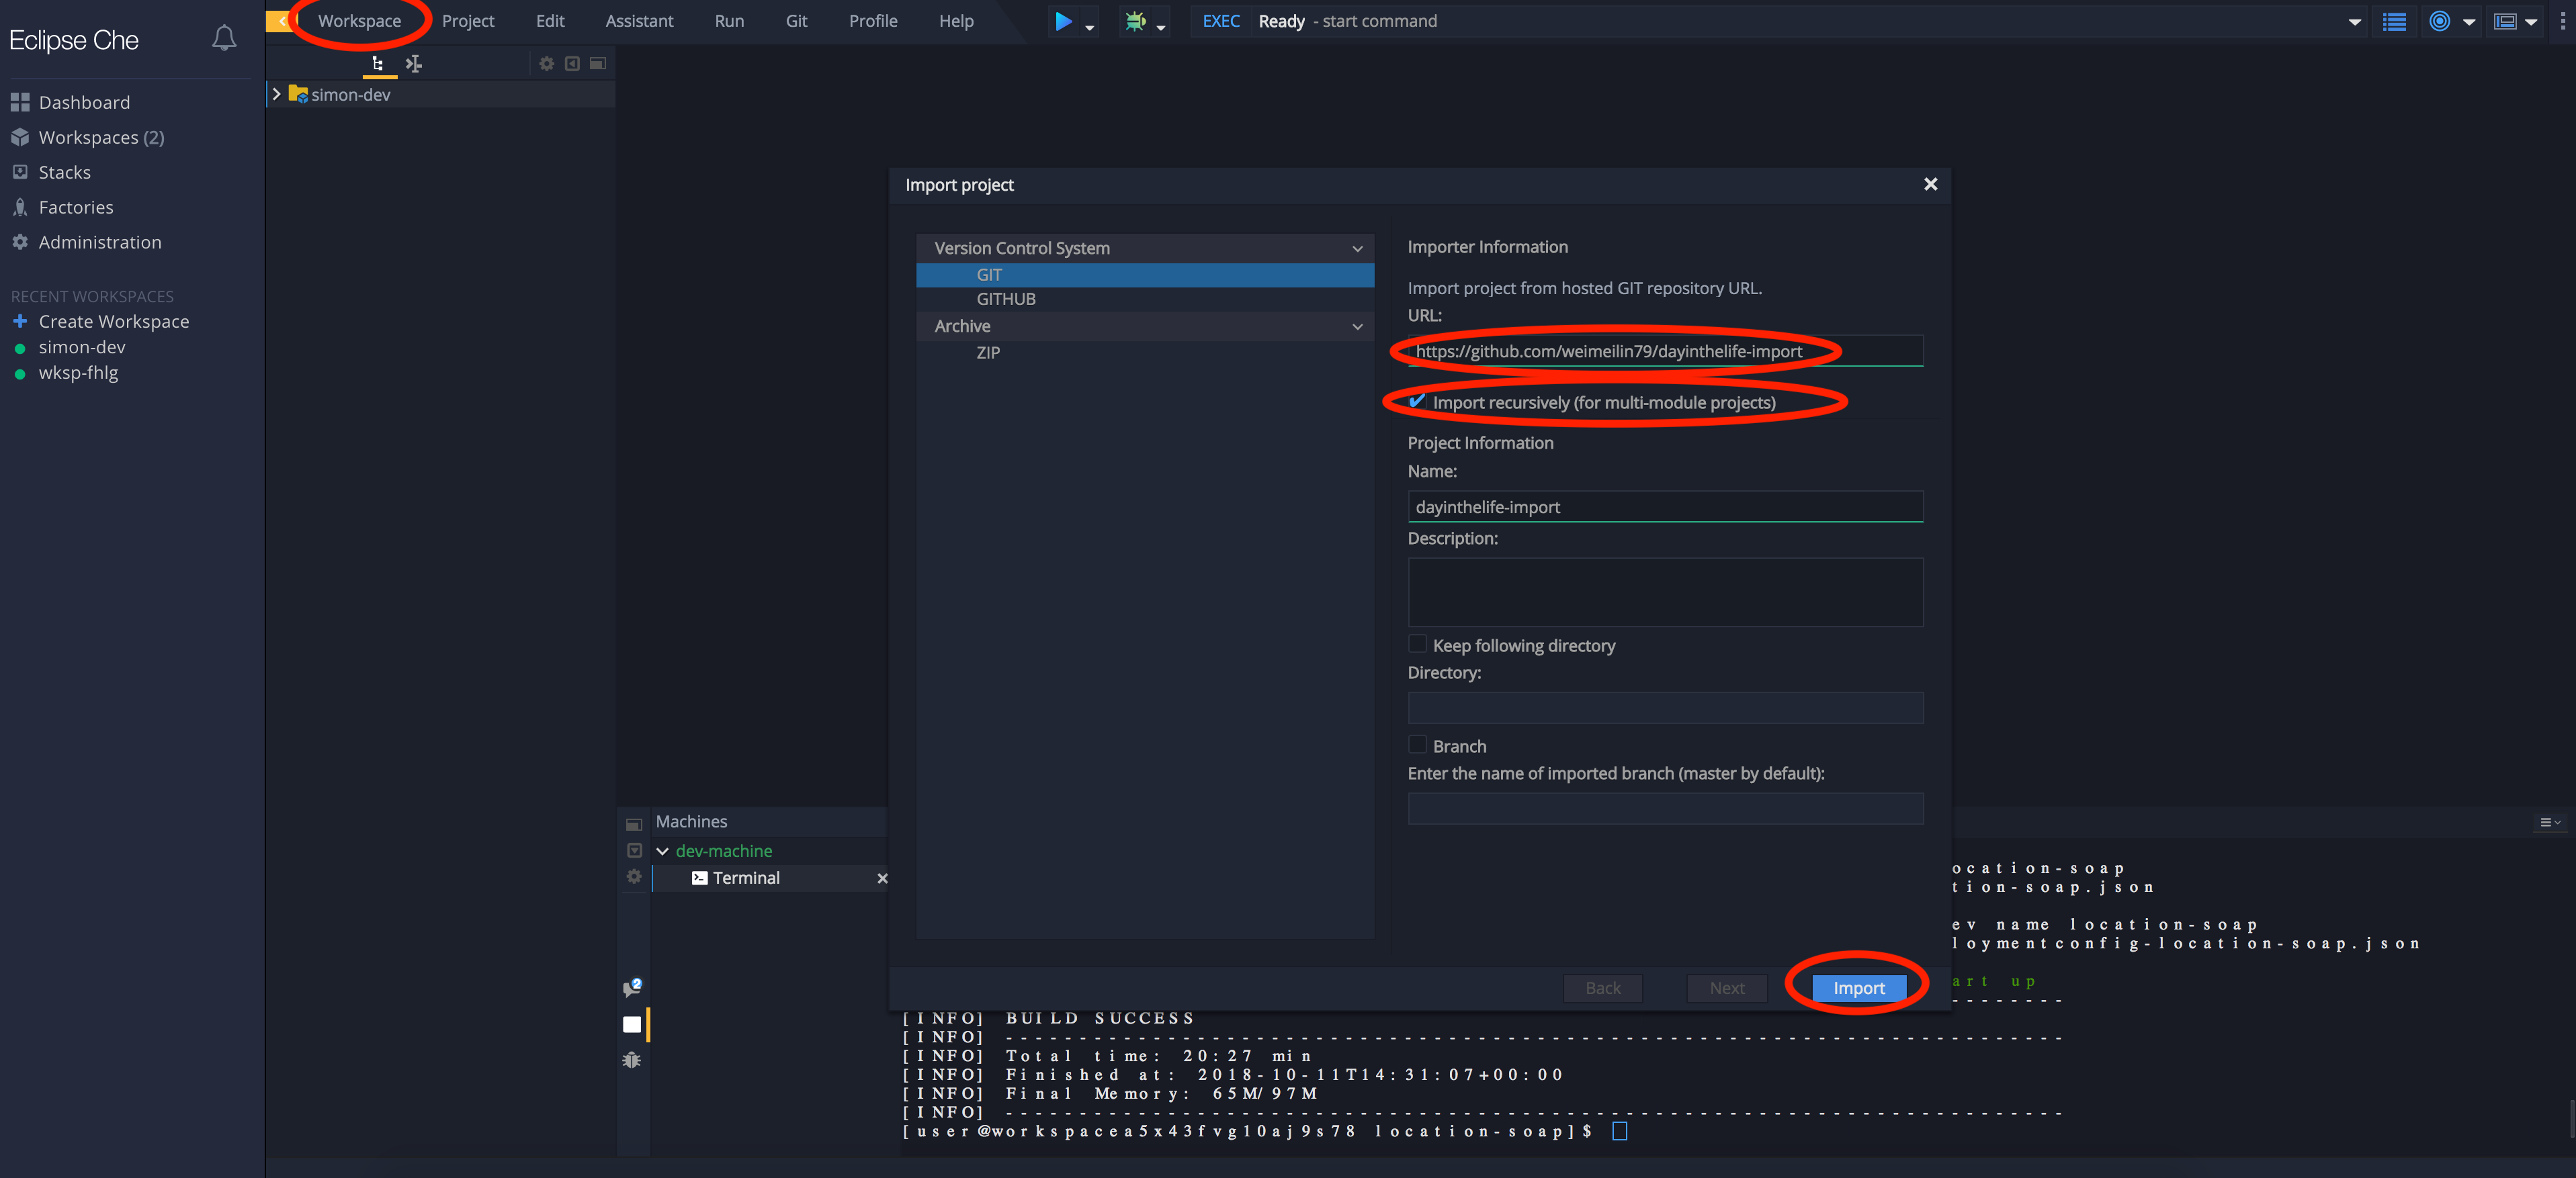 Eclipse Che
Dashboard
Workspaces (2)
Stacks
Factories
Administration
RECENT WORKSPACES
Create Workspace
simon-dev
wksp-fhlg
Workspace Project Edit Assistant Run Git Profile Help
EXEC Ready - start command
simon-dev
Import project
Version Control System
GIT
GITHUB
Archive
ZIP
Importer Information
Import project from hosted GIT repository URL.
URL:
https://github.com/weimeilin79/dayinthelife-import
Import recursively (for multi-module projects)
Project Information
Name:
dayinthelife-import
Description:
Keep following directory
Directory:
Branch
Enter the name of imported branch (master by default):
Back Next Import
Machines
dev-machine
Terminal
2
ocation-soap
tion-soap.json
ev name location-soap
loymentconfig-location-soap.json
art up
--------
[INFO] BUILD SUCCESS
[INFO] ------------------------------------------------------------------------
[INFO] Total time: 20:27 min
[INFO] Finished at: 2018-10-11T14:31:07+00:00
[INFO] Final Memory: 65M/97M
[INFO] ------------------------------------------------------------------------
[user@workspacea5x43fvg10aj9s78 location-soap]$